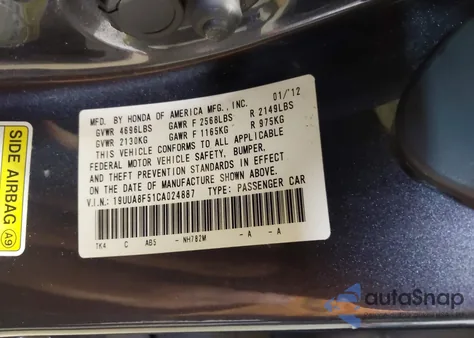 MFD. BY HONDA OF AMERICA MFG., INC. 01/'12
GVWR 4696LBS GAWR F 2568LBS R 2149LBS
GVWR 2130KG GAWR F 1165KG R 975KG
THIS VEHICLE CONFORMS TO ALL APPLICABLE
FEDERAL MOTOR VEHICLE SAFETY, BUMPER,
AND THEFT PREVENTION STANDARDS IN EFFECT
ON THE DATE OF MANUFACTURE SHOWN ABOVE.
V.I.N.: 19UUA8F51CA024887 TYPE: PASSENGER CAR
TK4 C AB5 - NH782M - A - A
SIDE AIRBAG A9
autoSnap